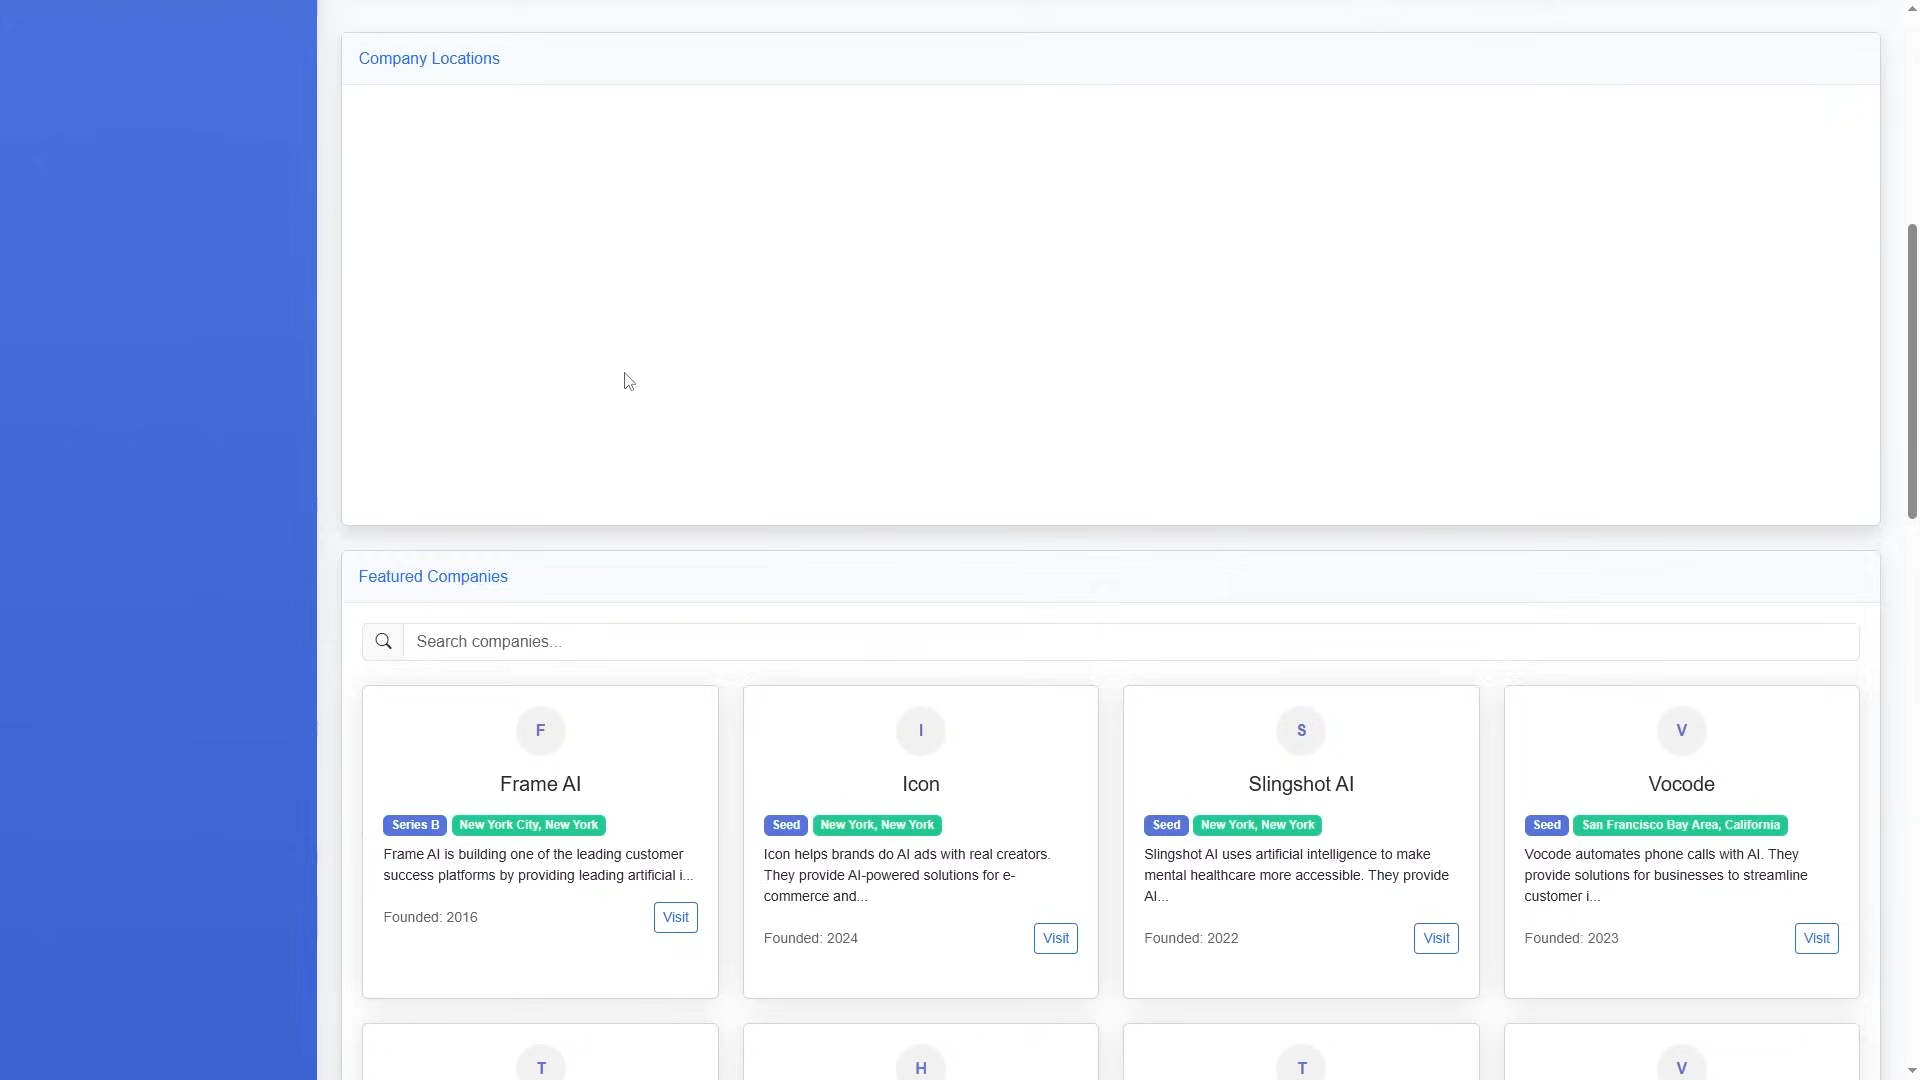 Company Locations
Featured Companies
Search companies...
F
Frame AI
Series B New York City, New York
Frame AI is building one of the leading customer
success platforms by providing leading artificial i...
Founded: 2016
Visit
I
Icon
Seed New York, New York
Icon helps brands do AI ads with real creators.
They provide AI-powered solutions for e-
commerce and...
Founded: 2024
Visit
S
Slingshot AI
Seed New York, New York
Slingshot AI uses artificial intelligence to make
mental healthcare more accessible. They provide
AI...
Founded: 2022
Visit
V
Vocode
Seed San Francisco Bay Area, California
Vocode automates phone calls with AI. They
provide solutions for businesses to streamline
customer i...
Founded: 2023
Visit
T
H
T
V